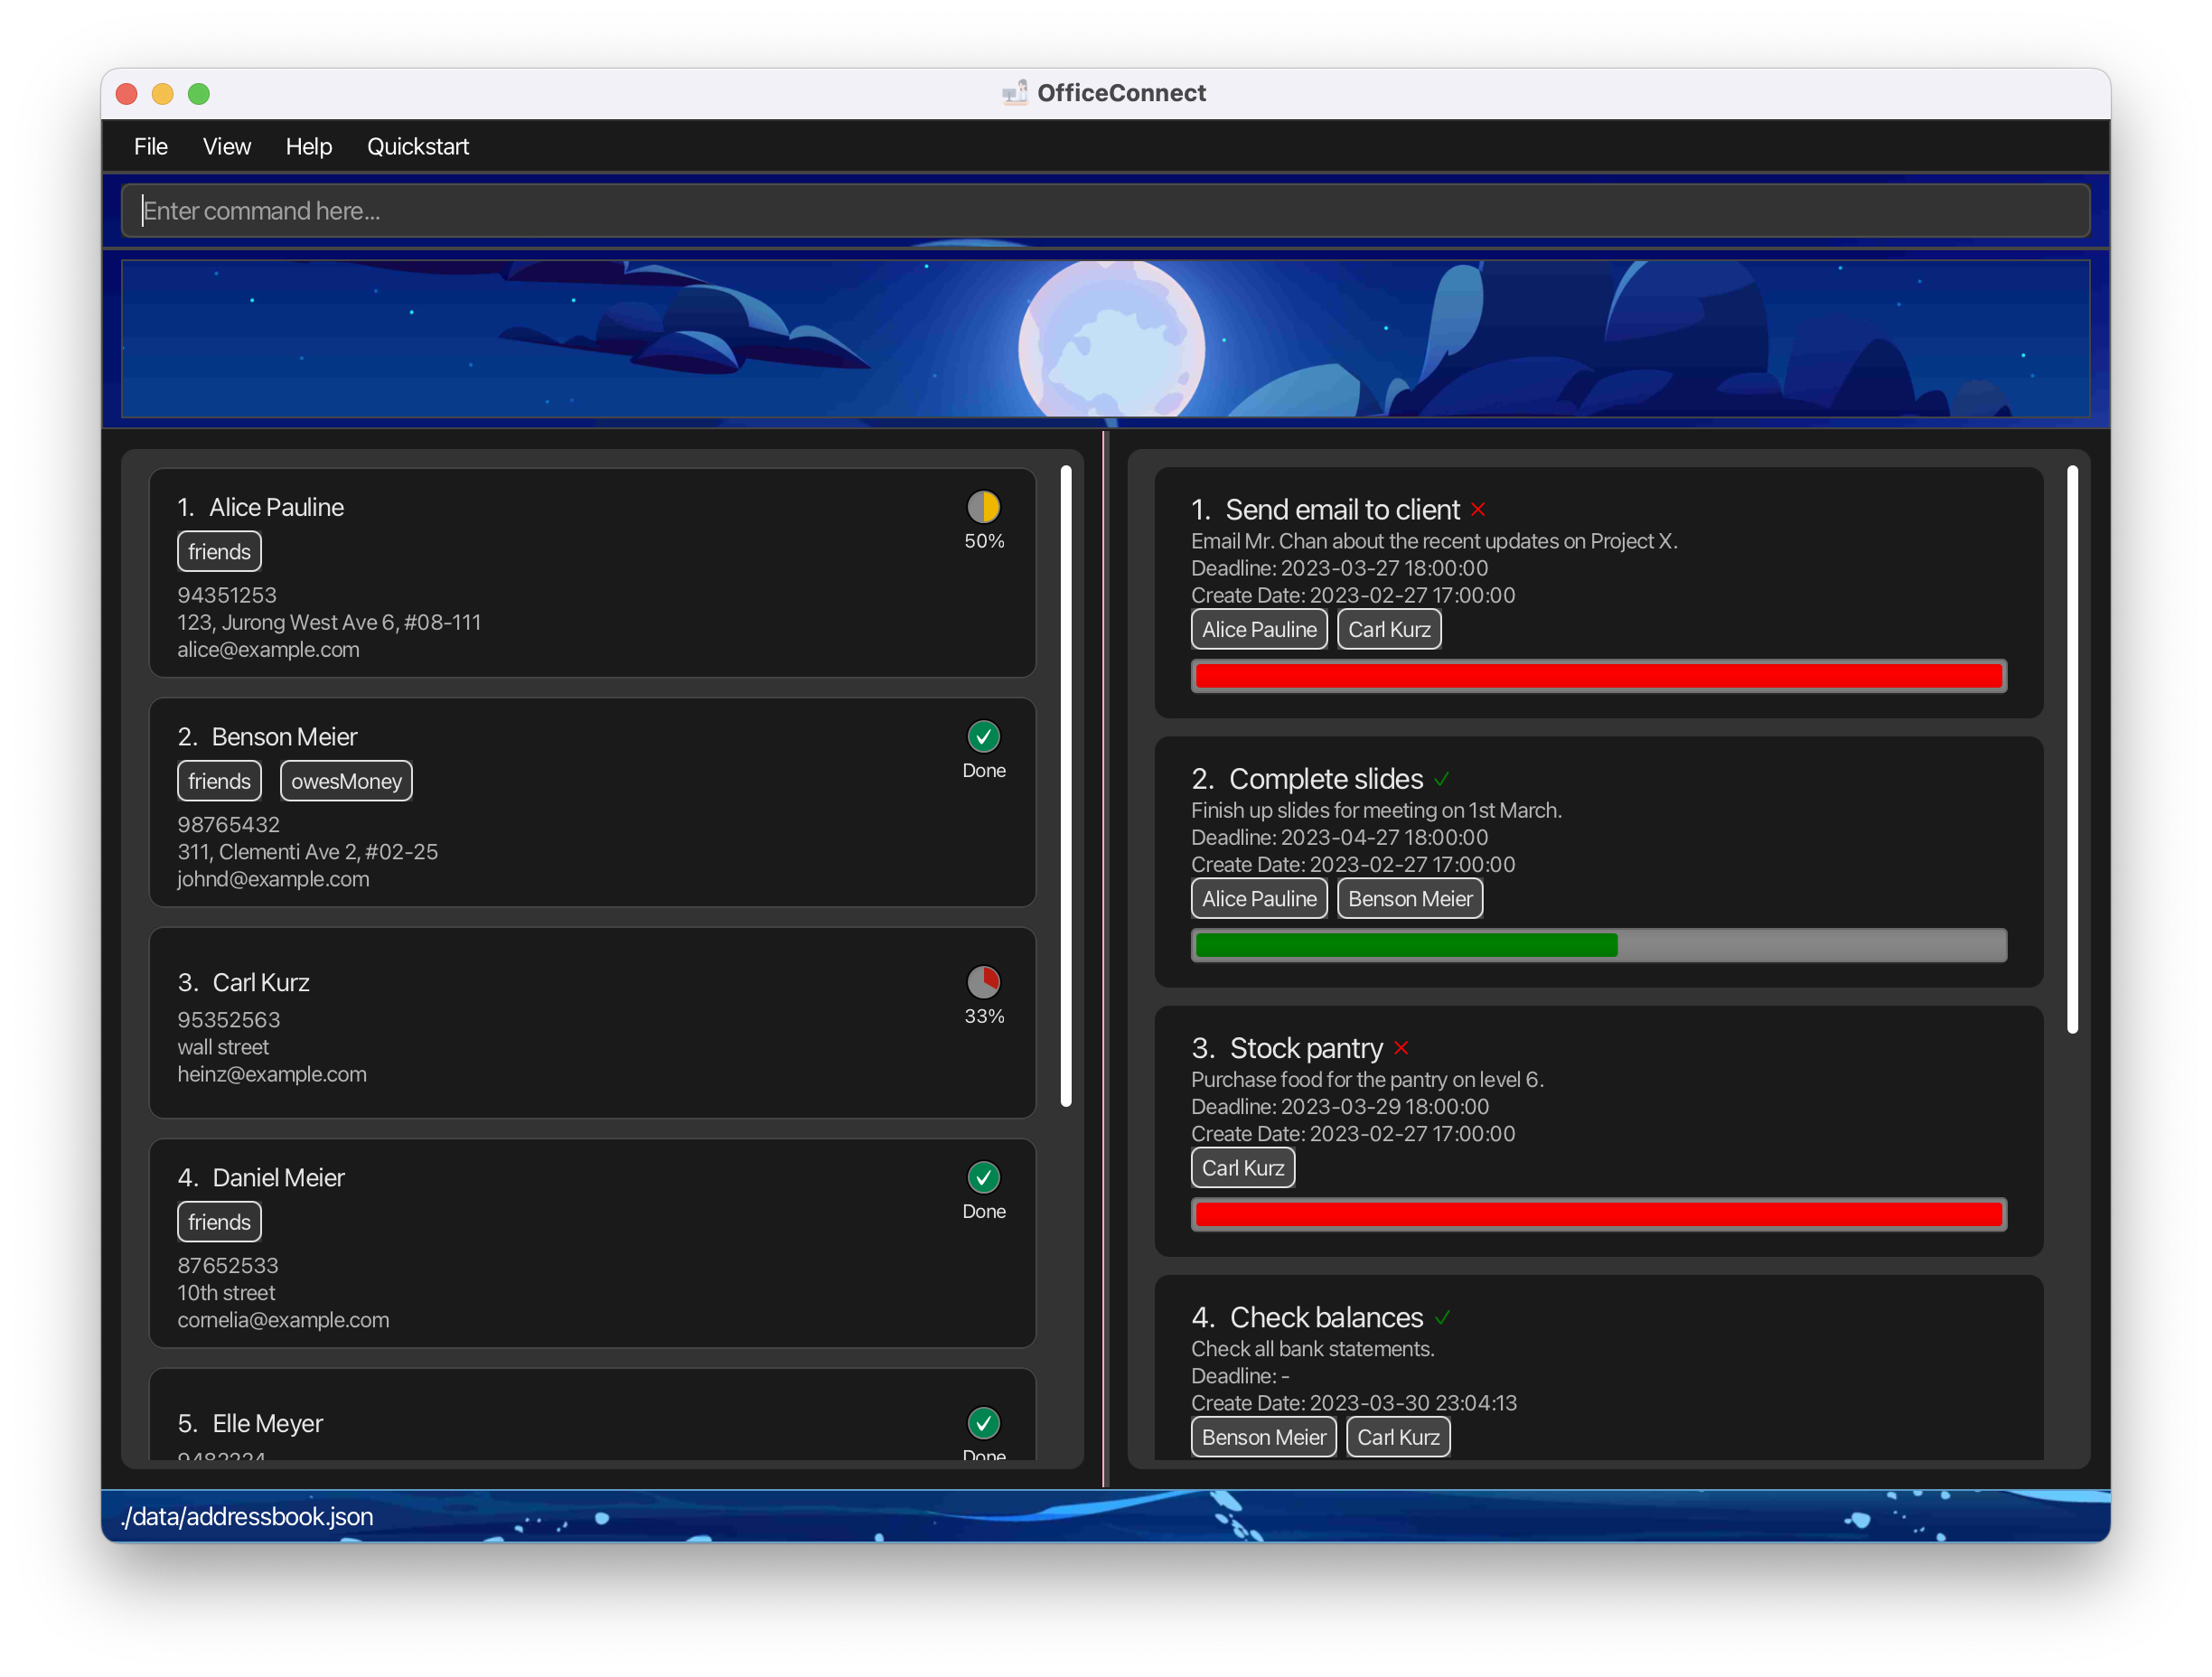 OfficeConnect
File View Help Quickstart
Enter command here...
1. Alice Pauline
friends
50%
94351253
123, Jurong West Ave 6, #08-111
alice@example.com
2. Benson Meier
friends owesMoney
Done
98765432
311, Clementi Ave 2, #02-25
johnd@example.com
3. Carl Kurz
33%
95352563
wall street
heinz@example.com
4. Daniel Meier
friends
Done
87652533
10th street
cornelia@example.com
5. Elle Meyer
9482224
Done
1. Send email to client
Email Mr. Chan about the recent updates on Project X.
Deadline: 2023-03-27 18:00:00
Create Date: 2023-02-27 17:00:00
Alice Pauline Carl Kurz
2. Complete slides
Finish up slides for meeting on 1st March.
Deadline: 2023-04-27 18:00:00
Create Date: 2023-02-27 17:00:00
Alice Pauline Benson Meier
3. Stock pantry
Purchase food for the pantry on level 6.
Deadline: 2023-03-29 18:00:00
Create Date: 2023-02-27 17:00:00
Carl Kurz
4. Check balances
Check all bank statements.
Deadline: -
Create Date: 2023-03-30 23:04:13
Benson Meier Carl Kurz
./data/addressbook.json